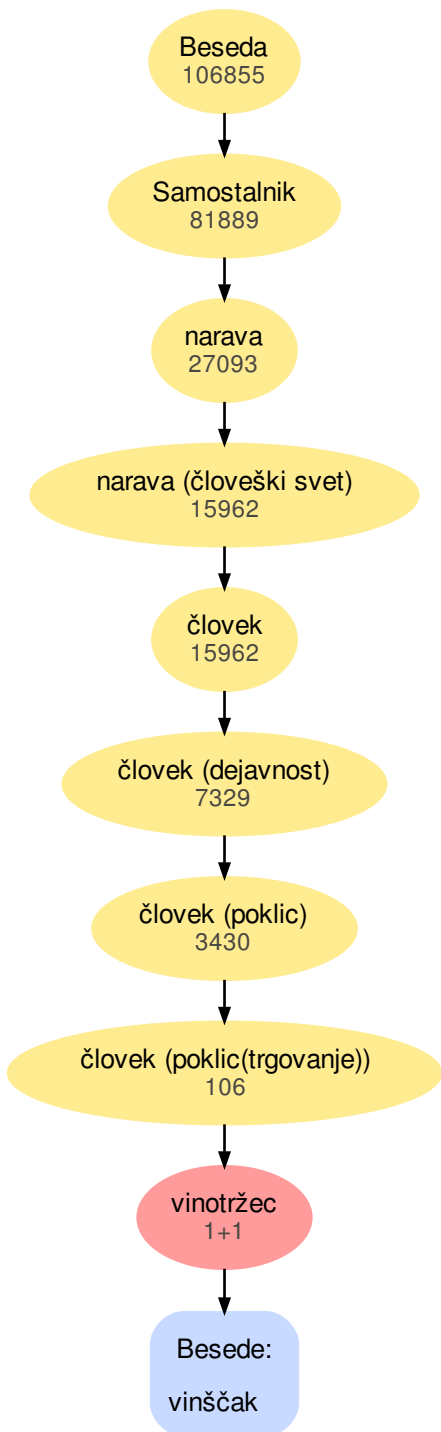 Beseda
106855
Samostalnik
81889
narava
27093
narava (človeški svet)
15962
človek
15962
človek (dejavnost)
7329
človek (poklic)
3430
človek (poklic(trgovanje))
106
vinotržec
1+1
Besede:
vinščak